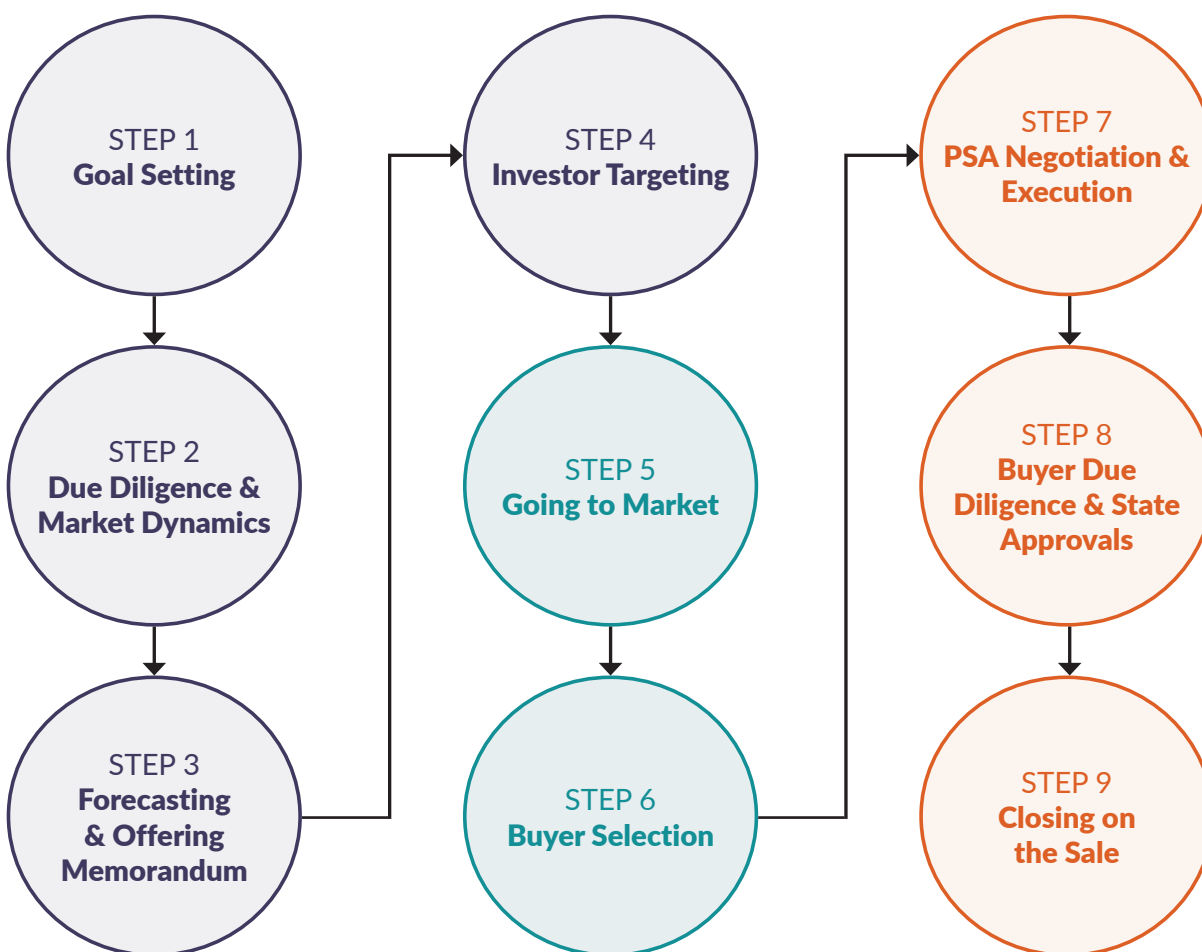 STEP 1
Goal Setting
STEP 2
Due Diligence &
Market Dynamics
STEP 3
Forecasting
& Offering
Memorandum
STEP 4
Investor Targeting
STEP 5
Going to Market
STEP 6
Buyer Selection
STEP 7
PSA Negotiation &
Execution
STEP 8
Buyer Due
Diligence & State
Approvals
STEP 9
Closing on
the Sale